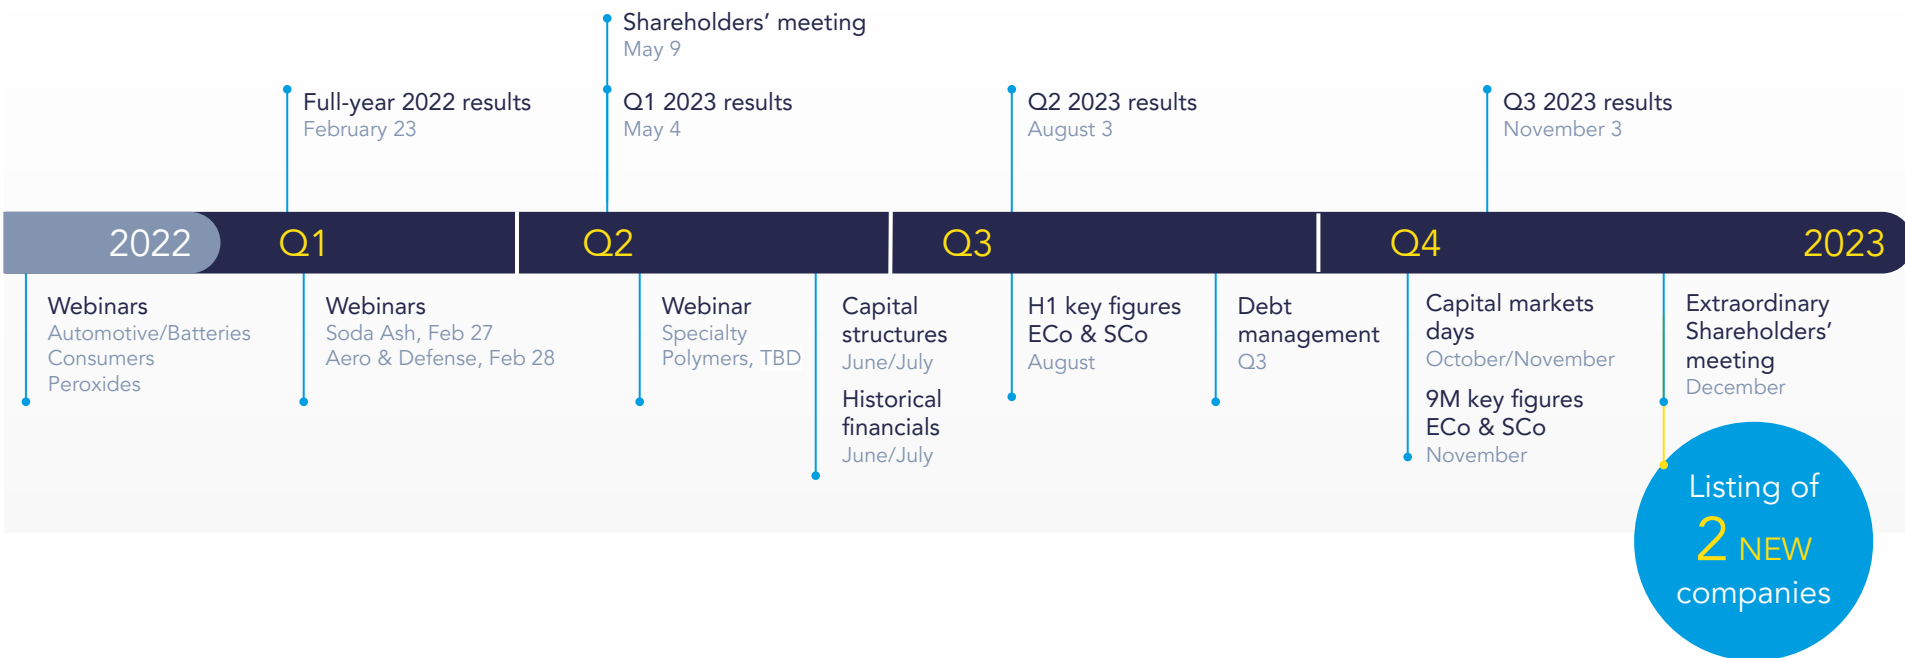 Shareholders’ meeting
May 9
Full-year 2022 results
February 23
Q1 2023 results
May 4
Q2 2023 results
August 3
Q3 2023 results
November 3
2022
Q1
Q2
Q3
Q4
2023
Webinars
Automotive/Batteries
Consumers
Peroxides
Webinars
Soda Ash, Feb 27
Aero & Defense, Feb 28
Webinar
Specialty
Polymers, TBD
Capital
structures
June/July
Historical
financials
June/July
H1 key figures
ECo & SCo
August
Debt
management
Q3
Capital markets
days
October/November
9M key figures
ECo & SCo
November
Extraordinary
Shareholders’
meeting
December
Listing of
2 NEW
companies